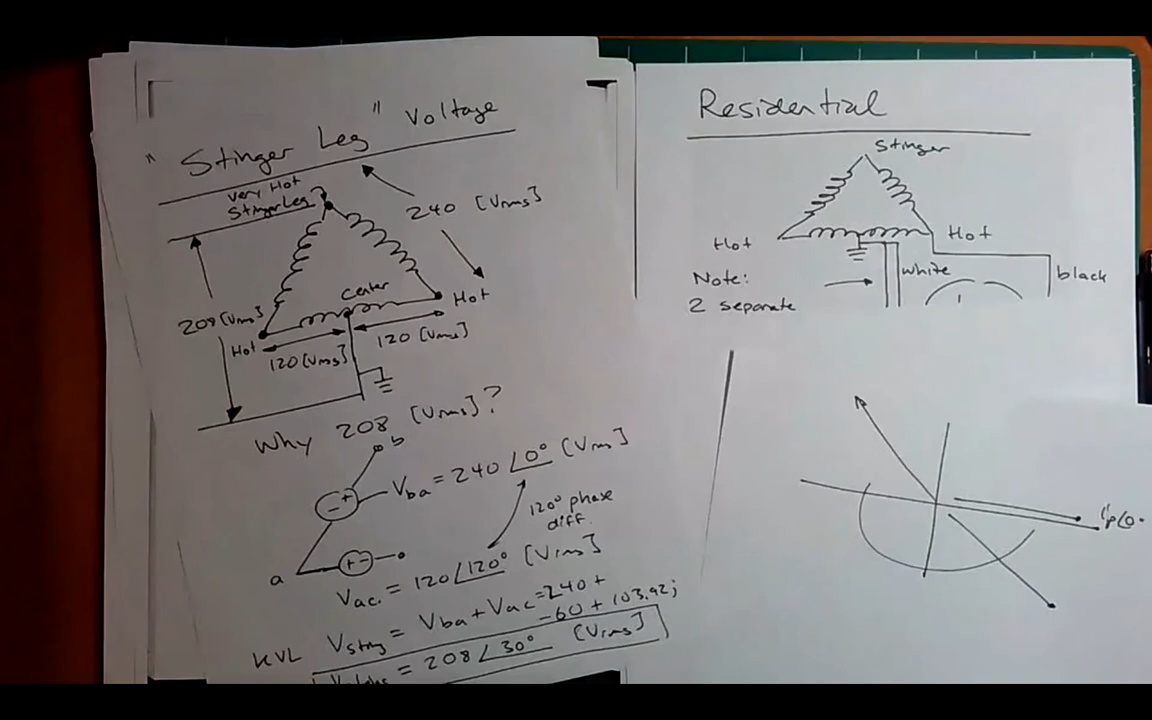 "Stinger Leg" Voltage
Very Hot
Stinger Leg
240 [Vrms]
Center
Hot
208 [Vrms]
Hot
120 [Vrms]
120 [Vrms]
Why 208 [Vrms]?
b
Vba = 240∠0° [Vrms]
120° phase
diff.
a
Vac = 120∠120° [Vrms]
KVL Vstng = Vba + Vac = 240 +
-60 + 103.92j
= 208∠30° [Vrms]
Residential
Stinger
Hot
Hot
white
black
Note:
2 separate